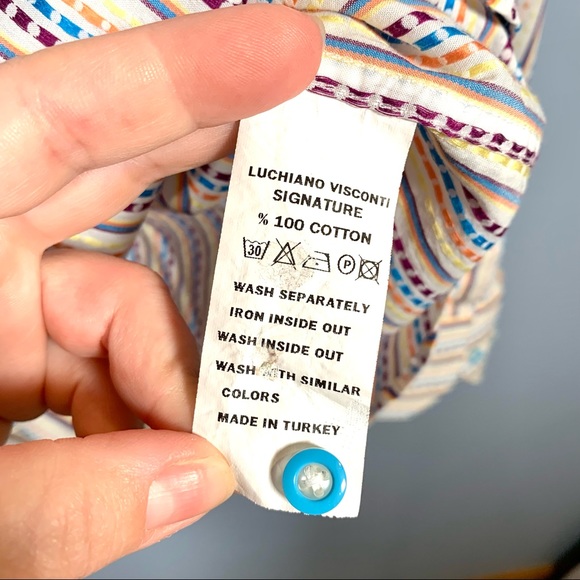 LUCHIANO VISCONTI
SIGNATURE
% 100 COTTON
30 P
WASH SEPARATELY
IRON INSIDE OUT
WASH INSIDE OUT
WASH SIMILAR
COLORS
MADE IN TURKEY